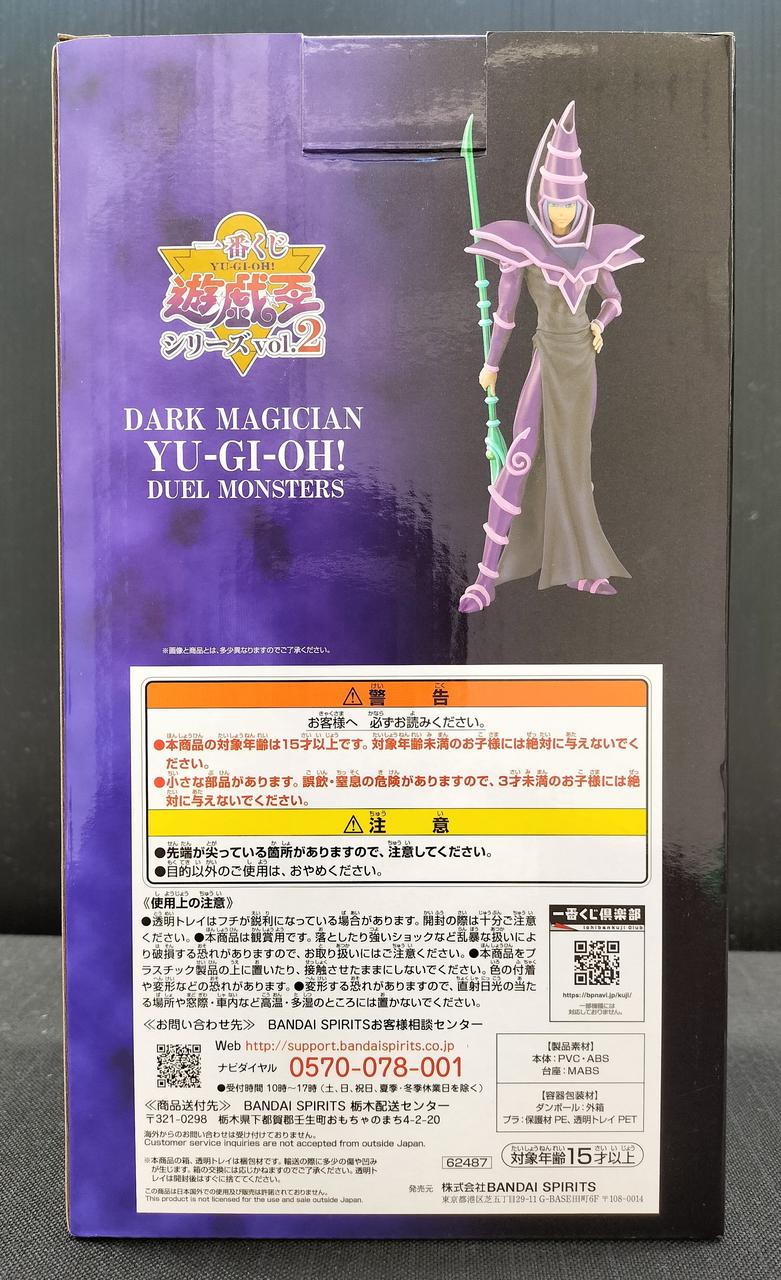 一番くじ
YU-GI-OH!
遊戯王
シリーズvol.2
DARK MAGICIAN
YU-GI-OH!
DUEL MONSTERS
※画像と商品とは、多少異なりますのでご了承ください。
⚠警告
お客様へ 必ずお読みください。
●本商品の対象年齢は15才以上です。対象年齢未満のお子様には絶対に与えないでく
ださい。
●小さな部品があります。誤飲・窒息の危険がありますので、3才未満のお子様には絶
対に与えないでください。
⚠注意
●先端が尖っている箇所がありますので、注意してください。
●目的以外のご使用は、おやめください。
《使用上の注意》
●透明トレイはフチが鋭利になっている場合があります。開封の際は十分ご注意
ください。●本商品は観賞用です。落としたり強いショックなど乱暴な扱いによ
り破損する恐れがありますので、お取り扱いにはご注意ください。●本商品をプ
ラスチック製品の上に置いたり、接触させたままにしないでください。色の付着
や変形などの恐れがあります。●変形する恐れがありますので、直射日光の当た
る場所や窓際・車内など高温・多湿のところには置かないでください。
一番くじ倶楽部
Ichibankuji Club
https://bpnavi.jp/kuji/
一部機種には
対応しておりません。
≪お問い合わせ先≫ BANDAI SPIRITSお客様相談センター
Web http://support.bandaispirits.co.jp
ナビダイヤル 0570-078-001
●受付時間 10時～17時（土、日、祝日、夏季・冬季休業日を除く）
≪商品送付先≫ BANDAI SPIRITS 栃木配送センター
〒321-0298 栃木県下都賀郡壬生町おもちゃのまち4-2-20
海外からのお問い合わせは受け付けておりません。
Customer service inquiries are not accepted from outside Japan.
【製品素材】
本体：PVC・ABS
台座：MABS
【容器包装材】
ダンボール：外箱
プラ：保護材 PE、透明トレイ PET
※本商品の箱、透明トレイは梱包材です。輸送の際に多少の傷や凹み
が生じます。箱の交換には応じかねますのでご了承ください。透明ト
レイは開封後はすぐに捨ててください。
62487
対象年齢15才以上
この商品は日本国外での使用及び販売は許諾されておりません。
This product is not licensed for the use and sale outside Japan.
発売元 株式会社BANDAI SPIRITS
東京都港区芝五丁目29-11 G-BASE田町6F 〒108-0014